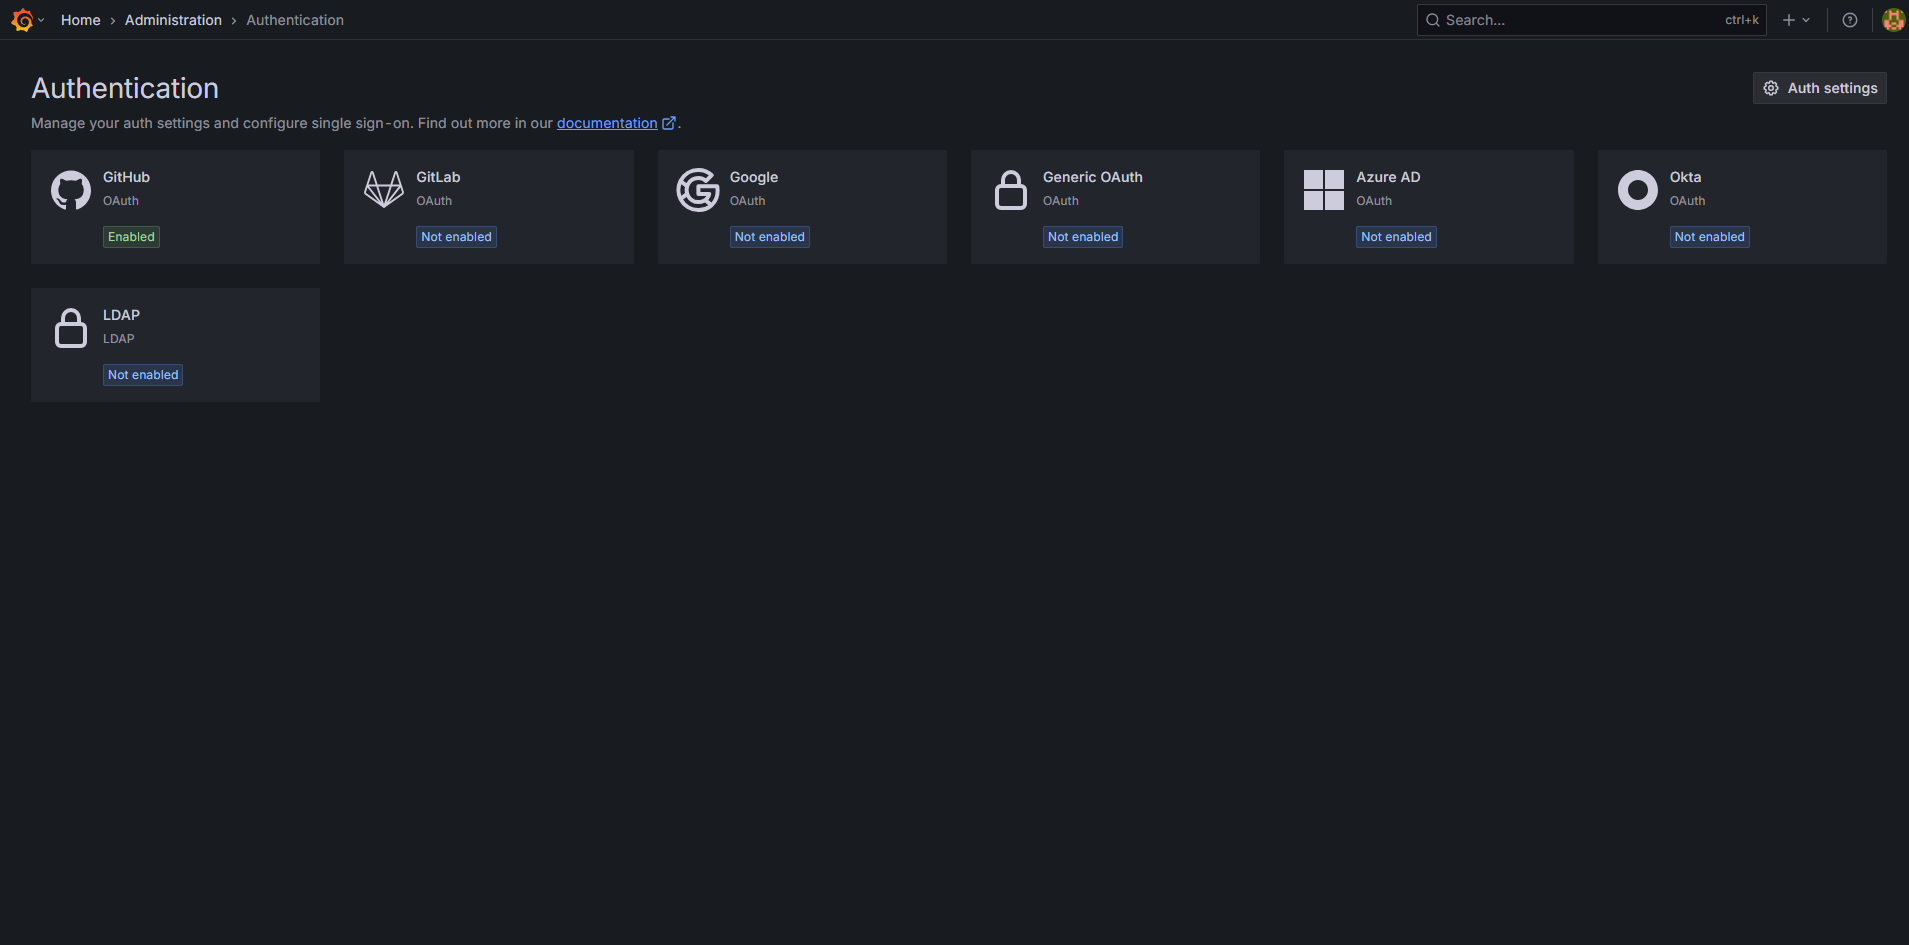 Home › Administration › Authentication
Search...
ctrl+k
Authentication
Auth settings
Manage your auth settings and configure single sign-on. Find out more in our documentation.
GitHub
OAuth
Enabled
GitLab
OAuth
Not enabled
Google
OAuth
Not enabled
Generic OAuth
OAuth
Not enabled
Azure AD
OAuth
Not enabled
Okta
OAuth
Not enabled
LDAP
LDAP
Not enabled